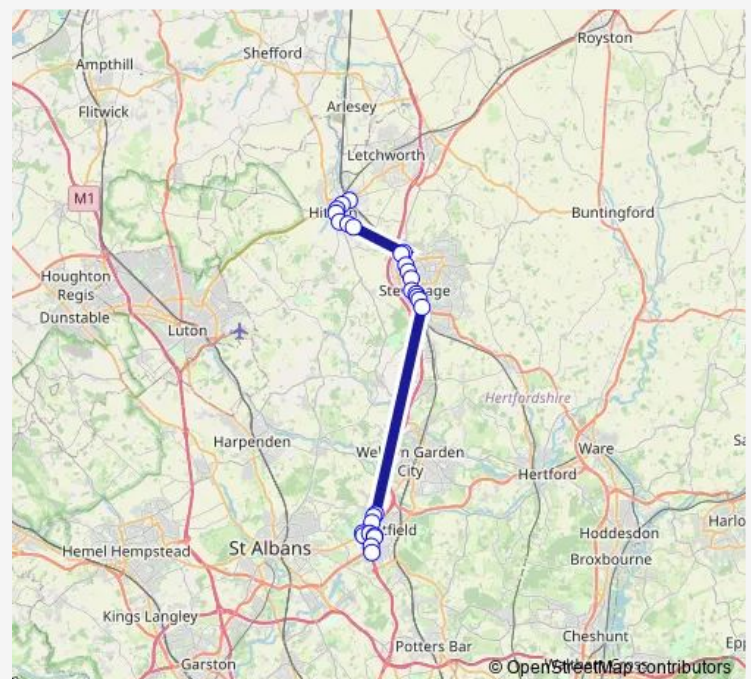 Royston
Shefford
Ampthill
Flitwick
Arlesey
Letchworth
M1
Buntingford
Houghton
Regis
Dunstable
Luton
Hertfordshire
Harpenden
City
Ware
Hertford
St Albans
Hemel Hempstead
Hoddesdon
Broxbourne
Kings Langley
Cheshunt
Potters Bar
Garston
© OpenStreetMap contributors